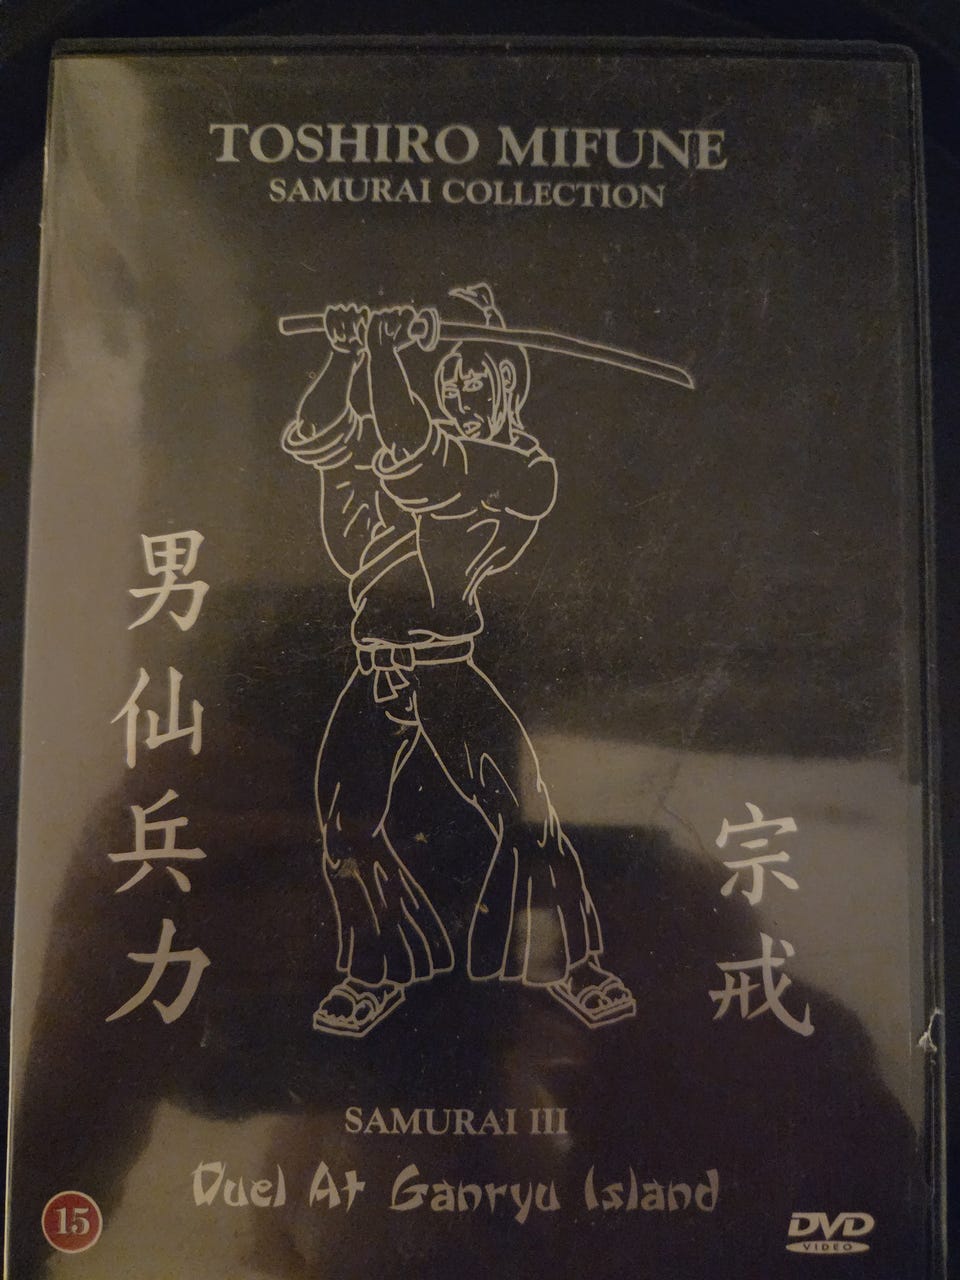 TOSHIRO MIFUNE
SAMURAI COLLECTION
男仙兵力
宗戒
SAMURAI III
Duel At Ganryu Island
15
DVD
VIDEO